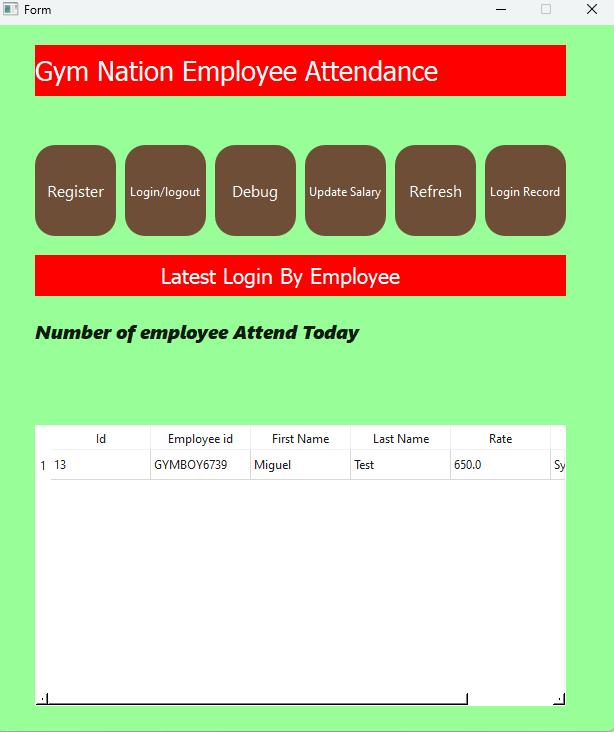 Form
Gym Nation Employee Attendance
Register Login/logout Debug Update Salary Refresh Login Record
Latest Login By Employee
Number of employee Attend Today
Id Employee id First Name Last Name Rate
1 13 GYMBOY6739 Miguel Test 650.0 Sy